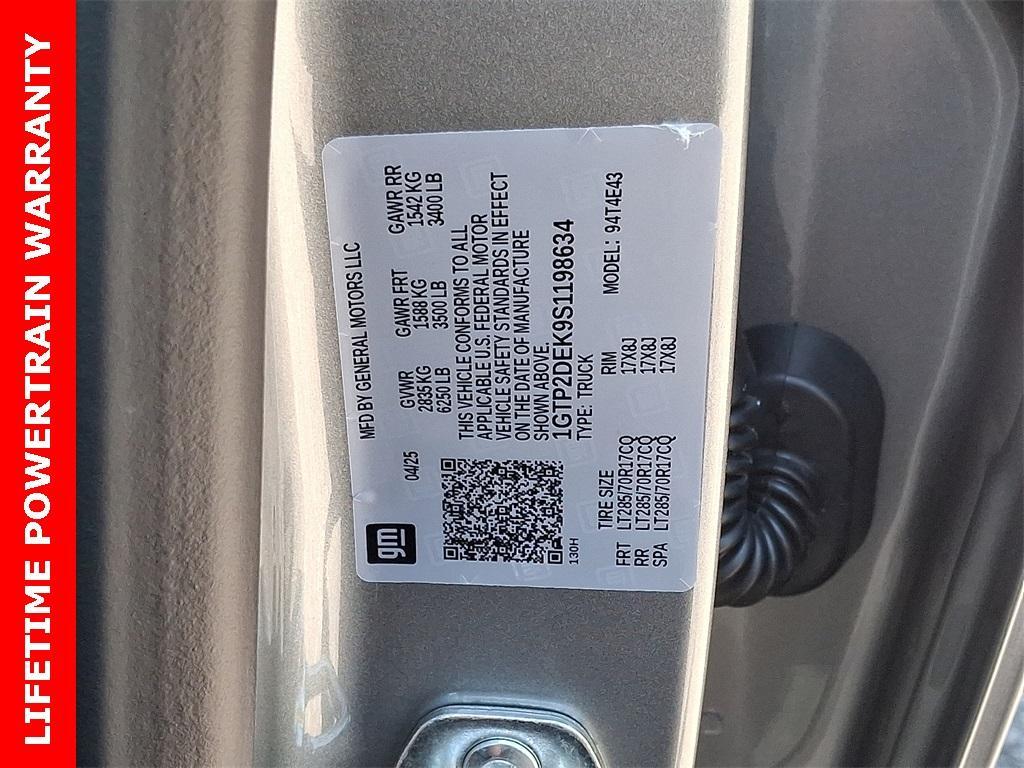 LIFETIME POWERTRAIN WARRANTY
gm
MFD BY GENERAL MOTORS LLC
04/25
GVWR GAWR FRT GAWR RR
2835 KG 1588 KG 1542 KG
6250 LB 3500 LB 3400 LB
THIS VEHICLE CONFORMS TO ALL
APPLICABLE U.S. FEDERAL MOTOR
VEHICLE SAFETY STANDARDS IN EFFECT
ON THE DATE OF MANUFACTURE
SHOWN ABOVE.
1GTP2DEK9S1198634
TYPE: TRUCK
130H
MODEL: 94T4E43
TIRE SIZE RIM
FRT LT285/70R17CQ 17X8J
RR LT285/70R17CQ 17X8J
SPA LT285/70R17CQ 17X8J